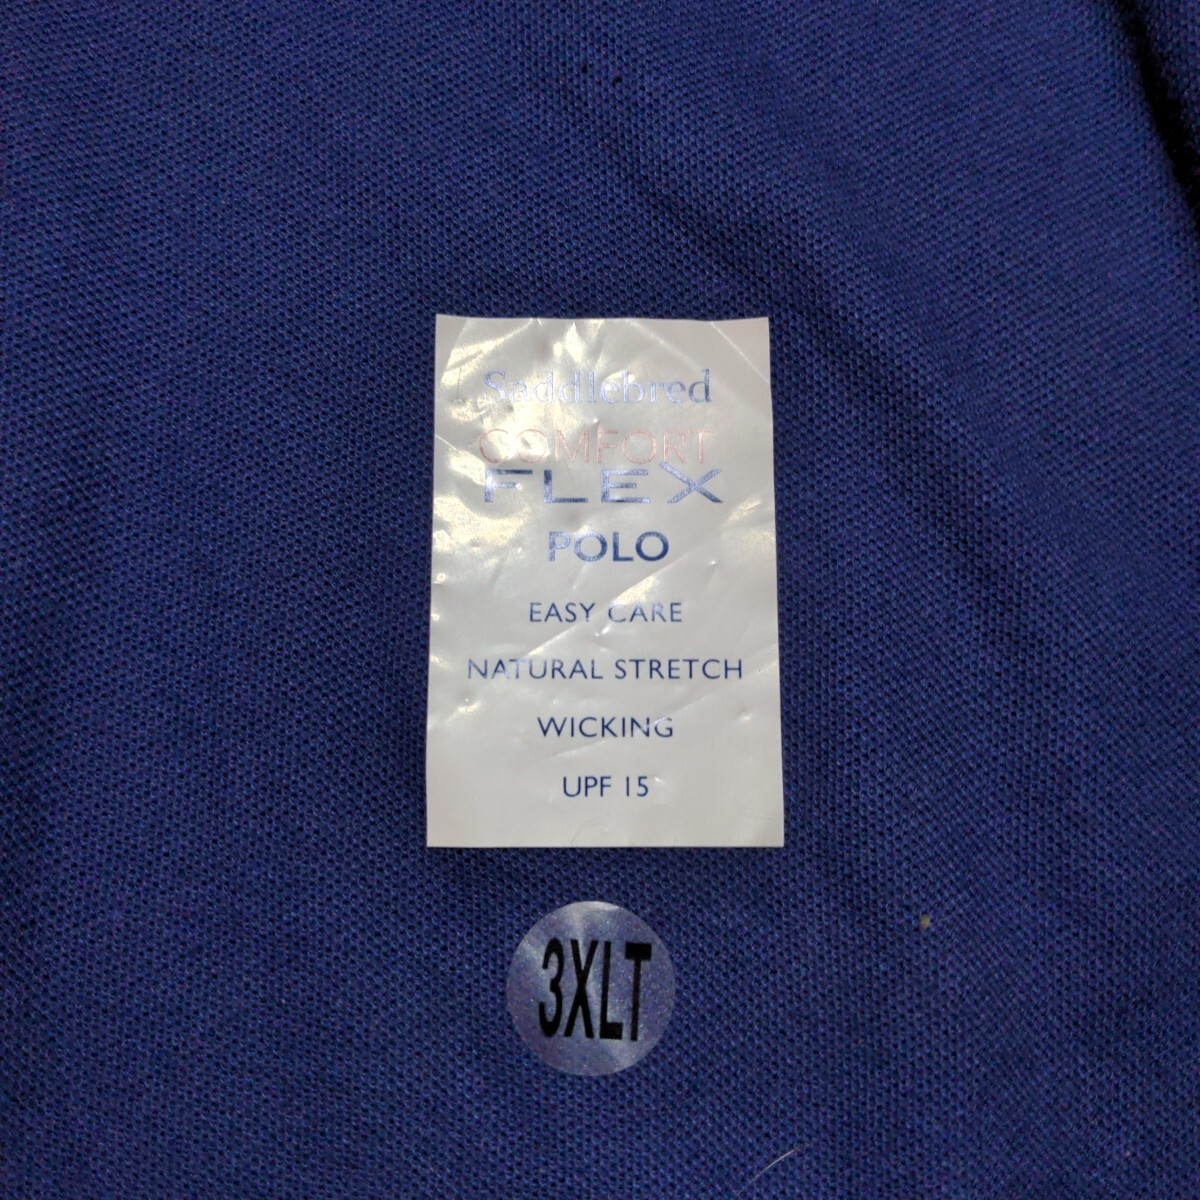 Saddlebred
COMFORT
FLEX
POLO
EASY CARE
NATURAL STRETCH
WICKING
UPF 15
3XLT